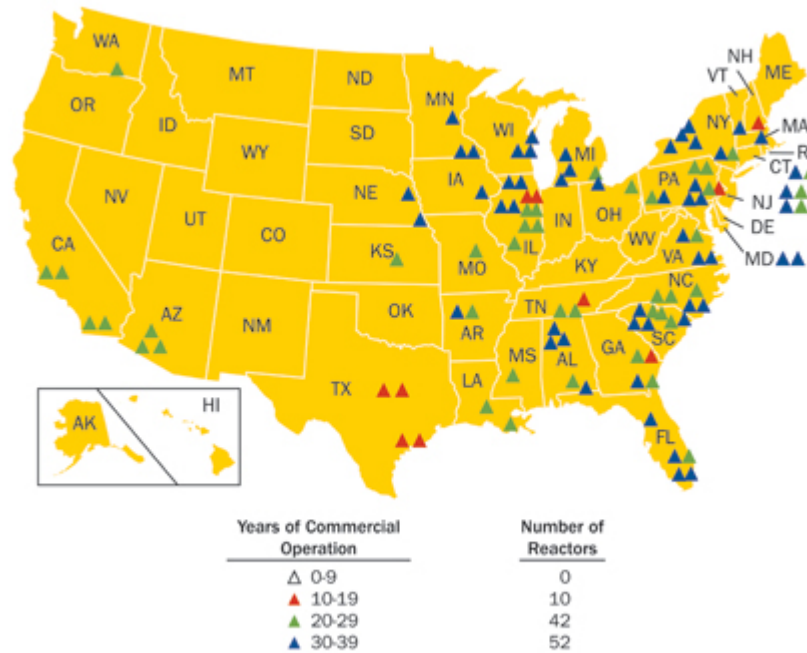 WA
MT
ND
MN
VT
NH
ME
OR
ID
SD
WI
MI
NY
MA
R
CT
WY
NE
IA
PA
NJ
NV
UT
CO
IL
IN
OH
WV
DE
MD
CA
KS
MO
KY
VA
AZ
NM
OK
AR
TN
NC
SC
TX
LA
MS
AL
GA
FL
AK
HI
Years of Commercial Operation
Number of Reactors
0-9 0
10-19 10
20-29 42
30-39 52